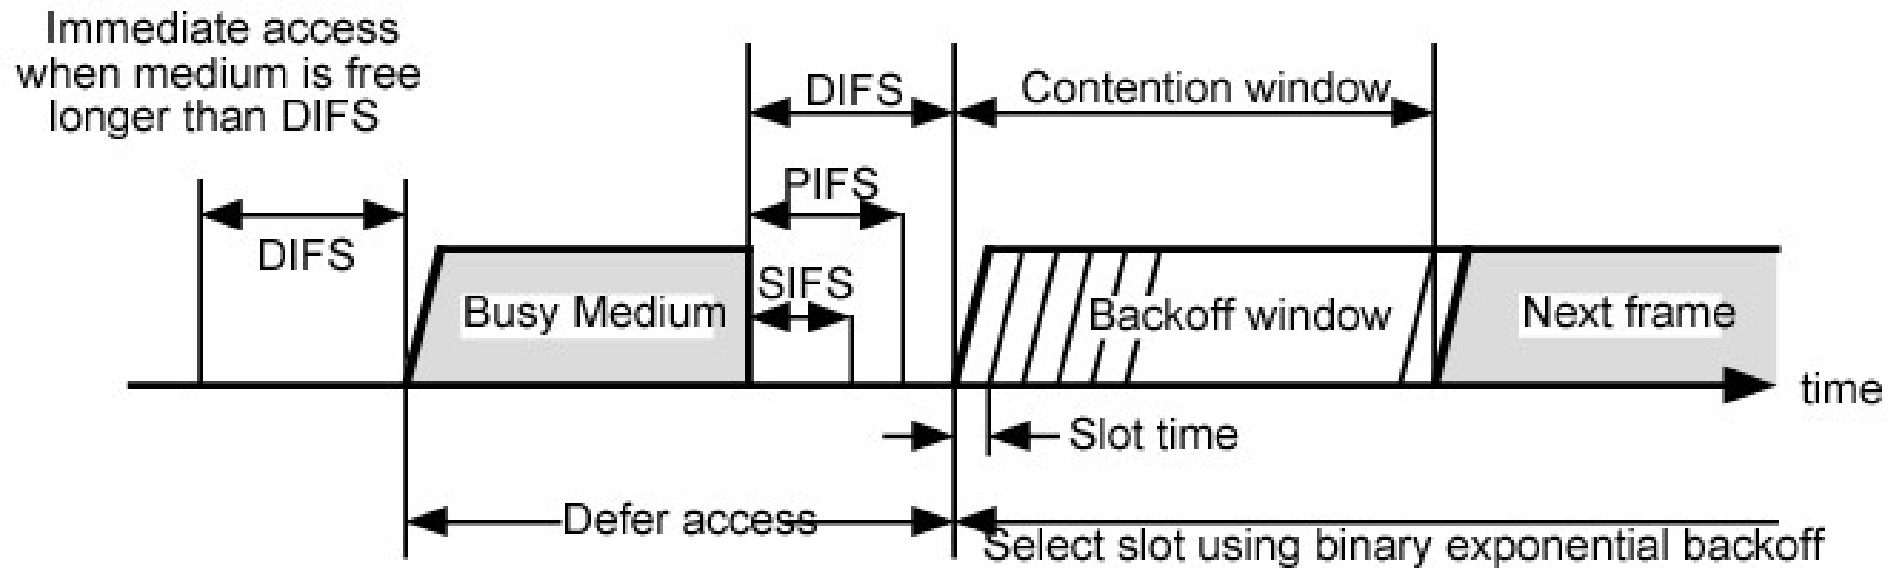 Immediate access
when medium is free
longer than DIFS
DIFS
Contention window
PIFS
DIFS
SIFS
Busy Medium
Backoff window
Next frame
time
Slot time
Defer access
Select slot using binary exponential backoff